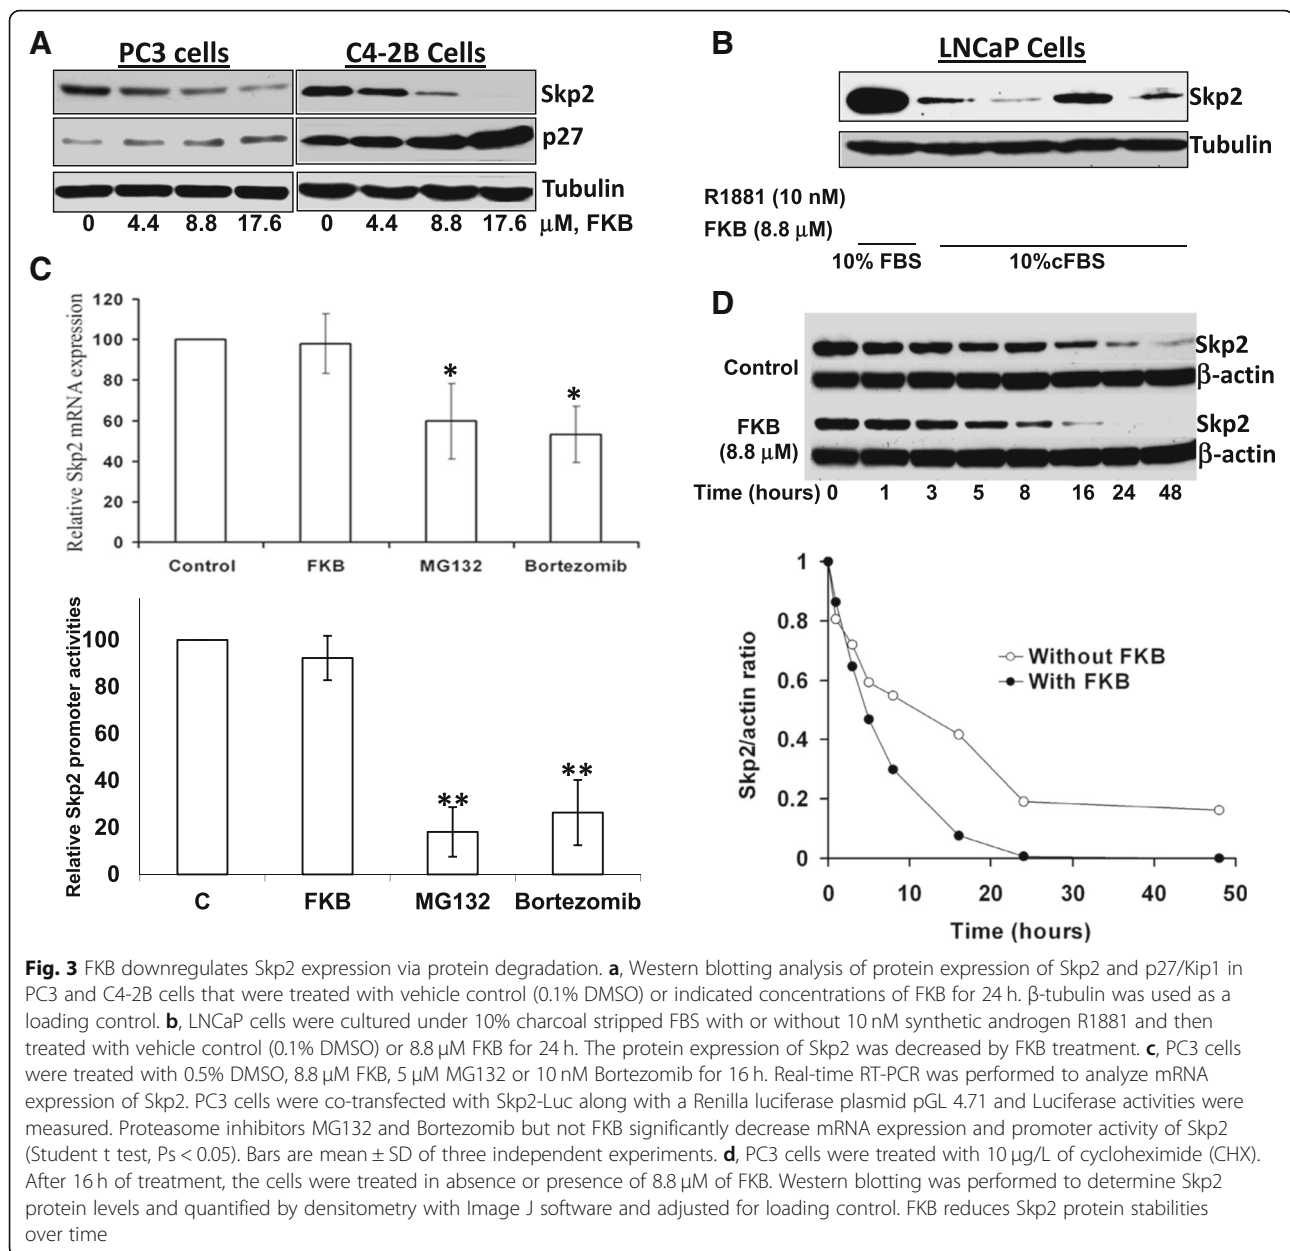 A
PC3 cells
C4-2B Cells
Skp2
p27
Tubulin
0 4.4 8.8 17.6 0 4.4 8.8 17.6 μM, FKB
B
LNCaP Cells
Skp2
Tubulin
R1881 (10 nM)
FKB (8.8 μM)
10% FBS 10%cFBS
C
Relative Skp2 mRNA expression
120
100
80
60
40
20
0
*
*
Control FKB MG132 Bortezomib
Relative Skp2 promoter activities
100
80
60
40
20
0
**
**
C FKB MG132 Bortezomib
D
Control
Skp2
β-actin
FKB
(8.8 μM)
Skp2
β-actin
Time (hours) 0 1 3 5 8 16 24 48
Skp2/actin ratio
1
0.8
0.6
0.4
0.2
0
Without FKB
With FKB
0 10 20 30 40 50
Time (hours)
Fig. 3 FKB downregulates Skp2 expression via protein degradation. a, Western blotting analysis of protein expression of Skp2 and p27/Kip1 in
PC3 and C4-2B cells that were treated with vehicle control (0.1% DMSO) or indicated concentrations of FKB for 24 h. β-tubulin was used as a
loading control. b, LNCaP cells were cultured under 10% charcoal stripped FBS with or without 10 nM synthetic androgen R1881 and then
treated with vehicle control (0.1% DMSO) or 8.8 μM FKB for 24 h. The protein expression of Skp2 was decreased by FKB treatment. c, PC3 cells
were treated with 0.5% DMSO, 8.8 μM FKB, 5 μM MG132 or 10 nM Bortezomib for 16 h. Real-time RT-PCR was performed to analyze mRNA
expression of Skp2. PC3 cells were co-transfected with Skp2-Luc along with a Renilla luciferase plasmid pGL 4.71 and Luciferase activities were
measured. Proteasome inhibitors MG132 and Bortezomib but not FKB significantly decrease mRNA expression and promoter activity of Skp2
(Student t test, Ps < 0.05). Bars are mean ± SD of three independent experiments. d, PC3 cells were treated with 10 μg/L of cycloheximide (CHX).
After 16 h of treatment, the cells were treated in absence or presence of 8.8 μM of FKB. Western blotting was performed to determine Skp2
protein levels and quantified by densitometry with Image J software and adjusted for loading control. FKB reduces Skp2 protein stabilities
over time